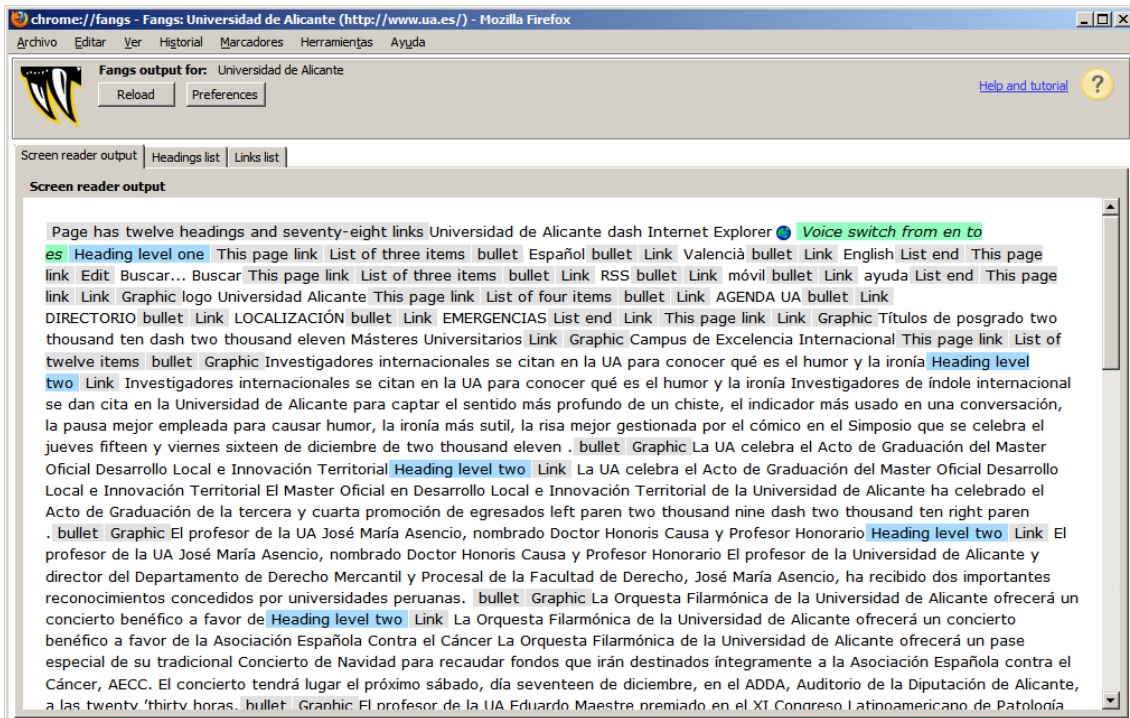 chrome://fangs - Fangs: Universidad de Alicante (http://www.ua.es/) - Mozilla Firefox
Archivo Editar Ver Historial Marcadores Herramientas Ayuda
Fangs output for: Universidad de Alicante
Reload Preferences
Help and tutorial ?
Screen reader output Headings list Links list
Screen reader output
Page has twelve headings and seventy-eight links Universidad de Alicante dash Internet Explorer Voice switch from en to
es Heading level one This page link List of three items bullet Español bullet Link Valencià bullet Link English List end This page
link Edit Buscar... Buscar This page link List of three items bullet Link RSS bullet Link móvil bullet Link ayuda List end This page
link Link Graphic logo Universidad Alicante This page link List of four items bullet Link AGENDA UA bullet Link
DIRECTORIO bullet Link LOCALIZACIÓN bullet Link EMERGENCIAS List end Link This page link Link Graphic Títulos de posgrado two
thousand ten dash two thousand eleven Másteres Universitarios Link Graphic Campus de Excelencia Internacional This page link List of
twelve items bullet Graphic Investigadores internacionales se citan en la UA para conocer qué es el humor y la ironía Heading level
two Link Investigadores internacionales se citan en la UA para conocer qué es el humor y la ironía Investigadores de índole internacional
se dan cita en la Universidad de Alicante para captar el sentido más profundo de un chiste, el indicador más usado en una conversación,
la pausa mejor empleada para causar humor, la ironía más sutil, la risa mejor gestionada por el cómico en el Simposio que se celebra el
jueves fifteen y viernes sixteen de diciembre de two thousand eleven . bullet Graphic La UA celebra el Acto de Graduación del Master
Oficial Desarrollo Local e Innovación Territorial Heading level two Link La UA celebra el Acto de Graduación del Master Oficial Desarrollo
Local e Innovación Territorial El Master Oficial en Desarrollo Local e Innovación Territorial de la Universidad de Alicante ha celebrado el
Acto de Graduación de la tercera y cuarta promoción de egresados left paren two thousand nine dash two thousand ten right paren
. bullet Graphic El profesor de la UA José María Asencio, nombrado Doctor Honoris Causa y Profesor Honorario Heading level two Link El
profesor de la UA José María Asencio, nombrado Doctor Honoris Causa y Profesor Honorario El profesor de la Universidad de Alicante y
director del Departamento de Derecho Mercantil y Procesal de la Facultad de Derecho, José María Asencio, ha recibido dos importantes
reconocimientos concedidos por universidades peruanas. bullet Graphic La Orquesta Filarmónica de la Universidad de Alicante ofrecerá un
concierto benéfico a favor de Heading level two Link La Orquesta Filarmónica de la Universidad de Alicante ofrecerá un concierto
benéfico a favor de la Asociación Española Contra el Cáncer La Orquesta Filarmónica de la Universidad de Alicante ofrecerá un pase
especial de su tradicional Concierto de Navidad para recaudar fondos que irán destinados íntegramente a la Asociación Española contra el
Cáncer, AECC. El concierto tendrá lugar el próximo sábado, día seventeen de diciembre, en el ADDA, Auditorio de la Diputación de Alicante,
a las twenty 'thirty horas. bullet Graphic El profesor de la UA Eduardo Maestre premiado en el XI Congreso Latinoamericano de Patología